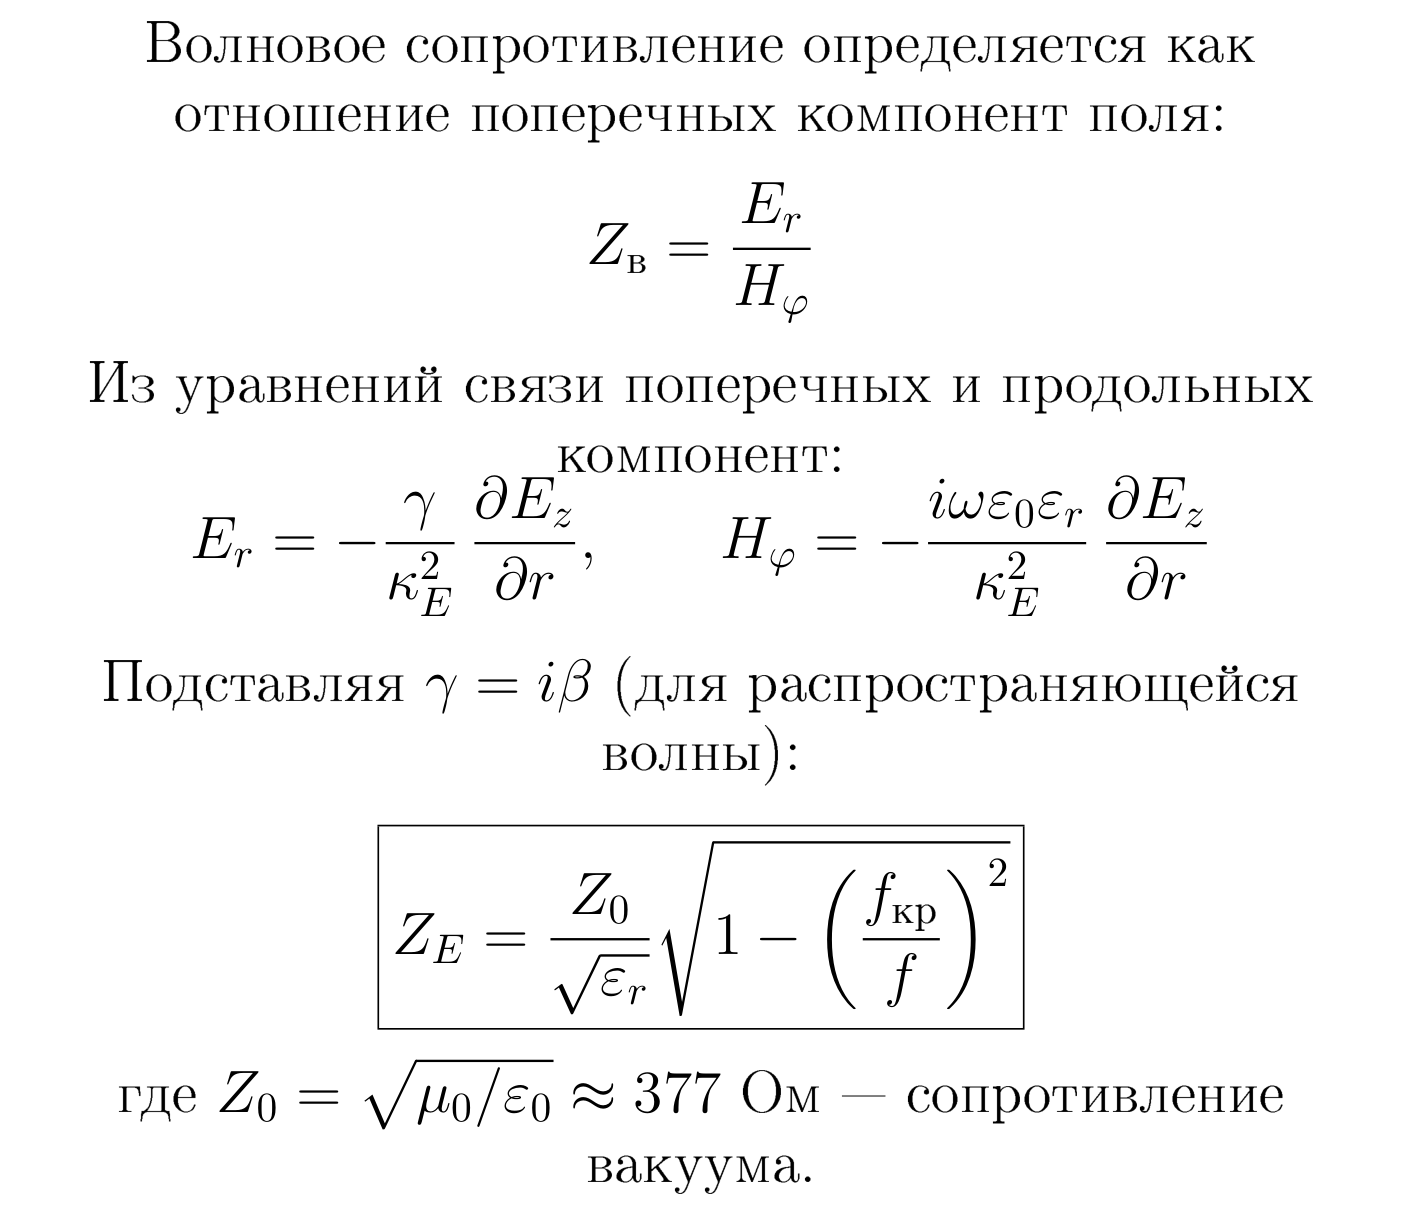 Волновое сопротивление определяется как
отношение поперечных компонент поля:
Z_в = E_r / H_φ
Из уравнений связи поперечных и продольных
компонент:
E_r = −(γ / κ_E^2) (∂E_z / ∂r),    H_φ = −(iωε_0ε_r / κ_E^2) (∂E_z / ∂r)
Подставляя γ = iβ (для распространяющейся
волны):
Z_E = (Z_0 / √ε_r) √(1 − (f_кр / f)^2)
где Z_0 = √(μ_0/ε_0) ≈ 377 Ом — сопротивление
вакуума.